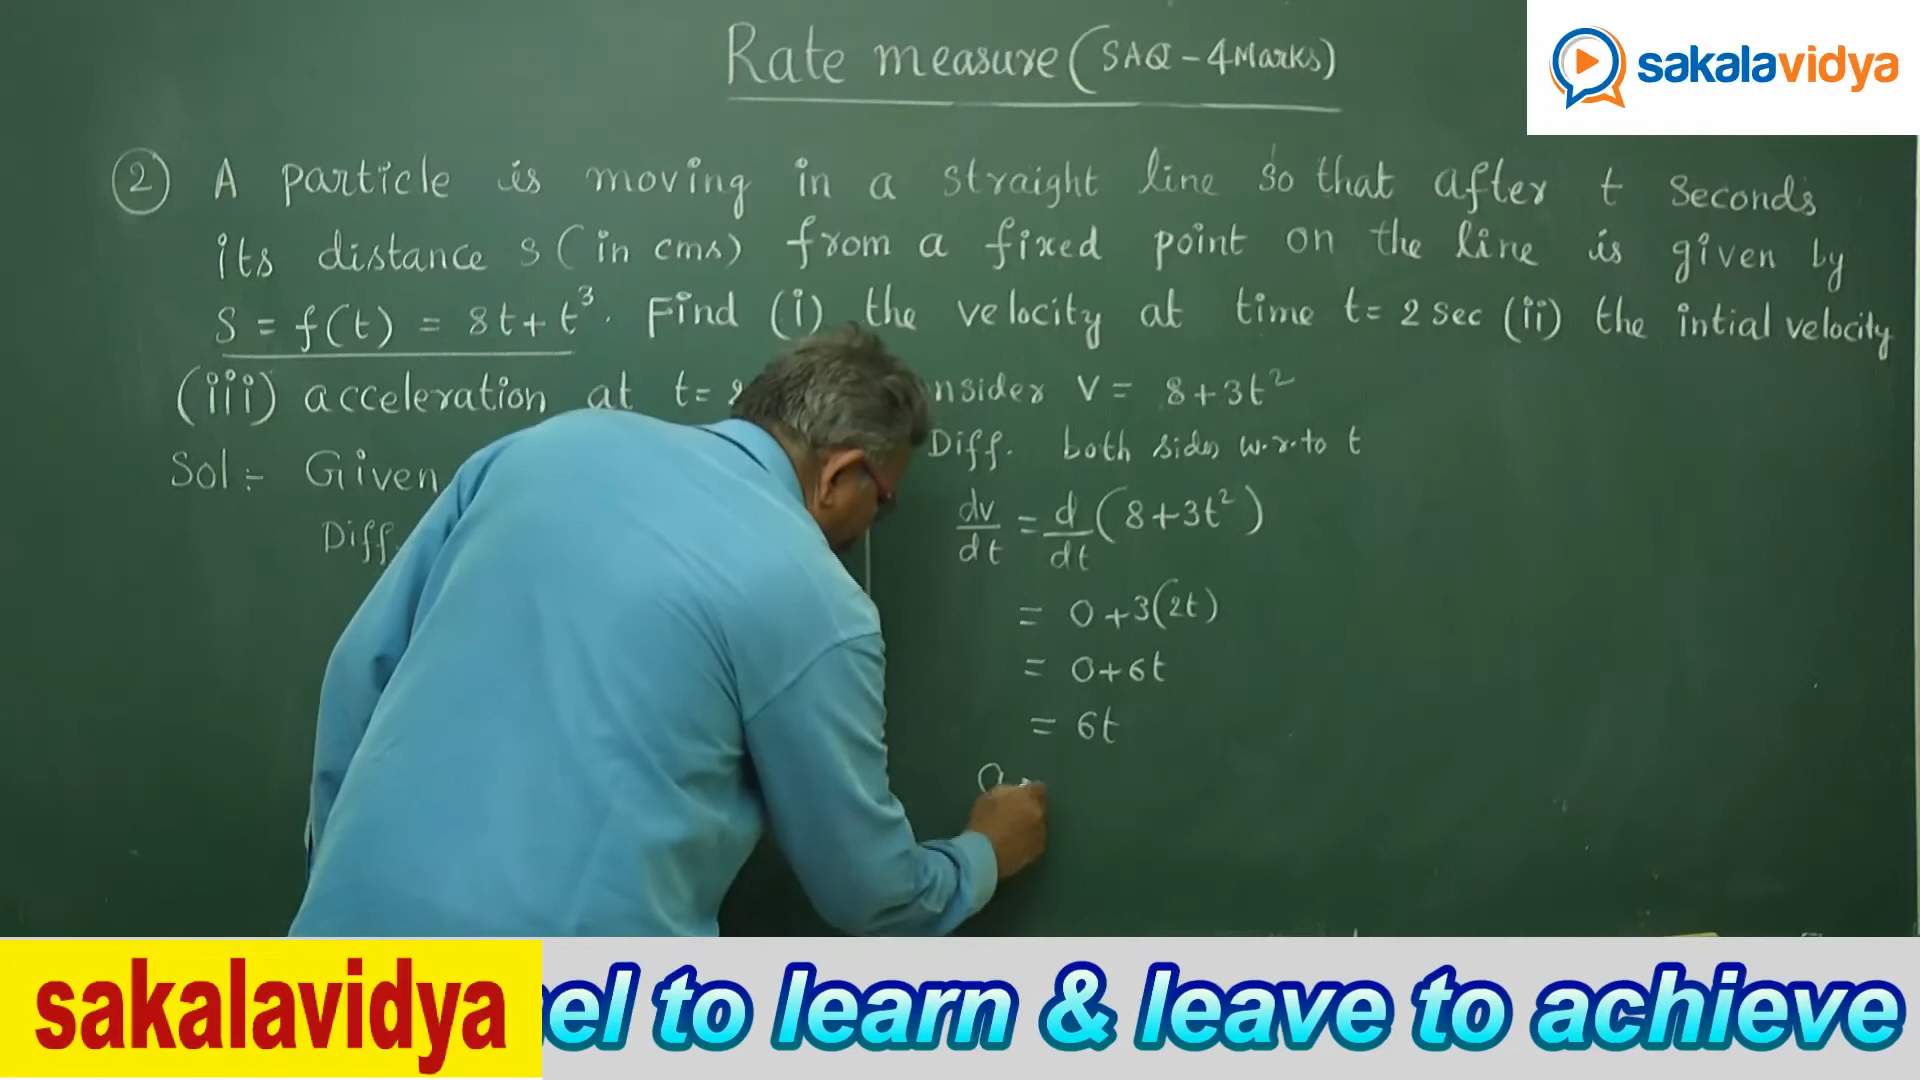 Rate measure (SAQ - 4 Marks)
sakalavidya
② A particle is moving in a straight line so that after t seconds
its distance s (in cms) from a fixed point on the line is given by
S = f(t) = 8t + t³. Find (i) the velocity at time t = 2 sec (ii) the intial velocity
(iii) acceleration at t =
Sol :- Given
Diff.
V = 8 + 3t²
Diff. both sides w.r.to t
dv/dt = d/dt (8 + 3t²)
= 0 + 3(2t)
= 0 + 6t
= 6t
a
sakalavidya
to learn & leave to achieve